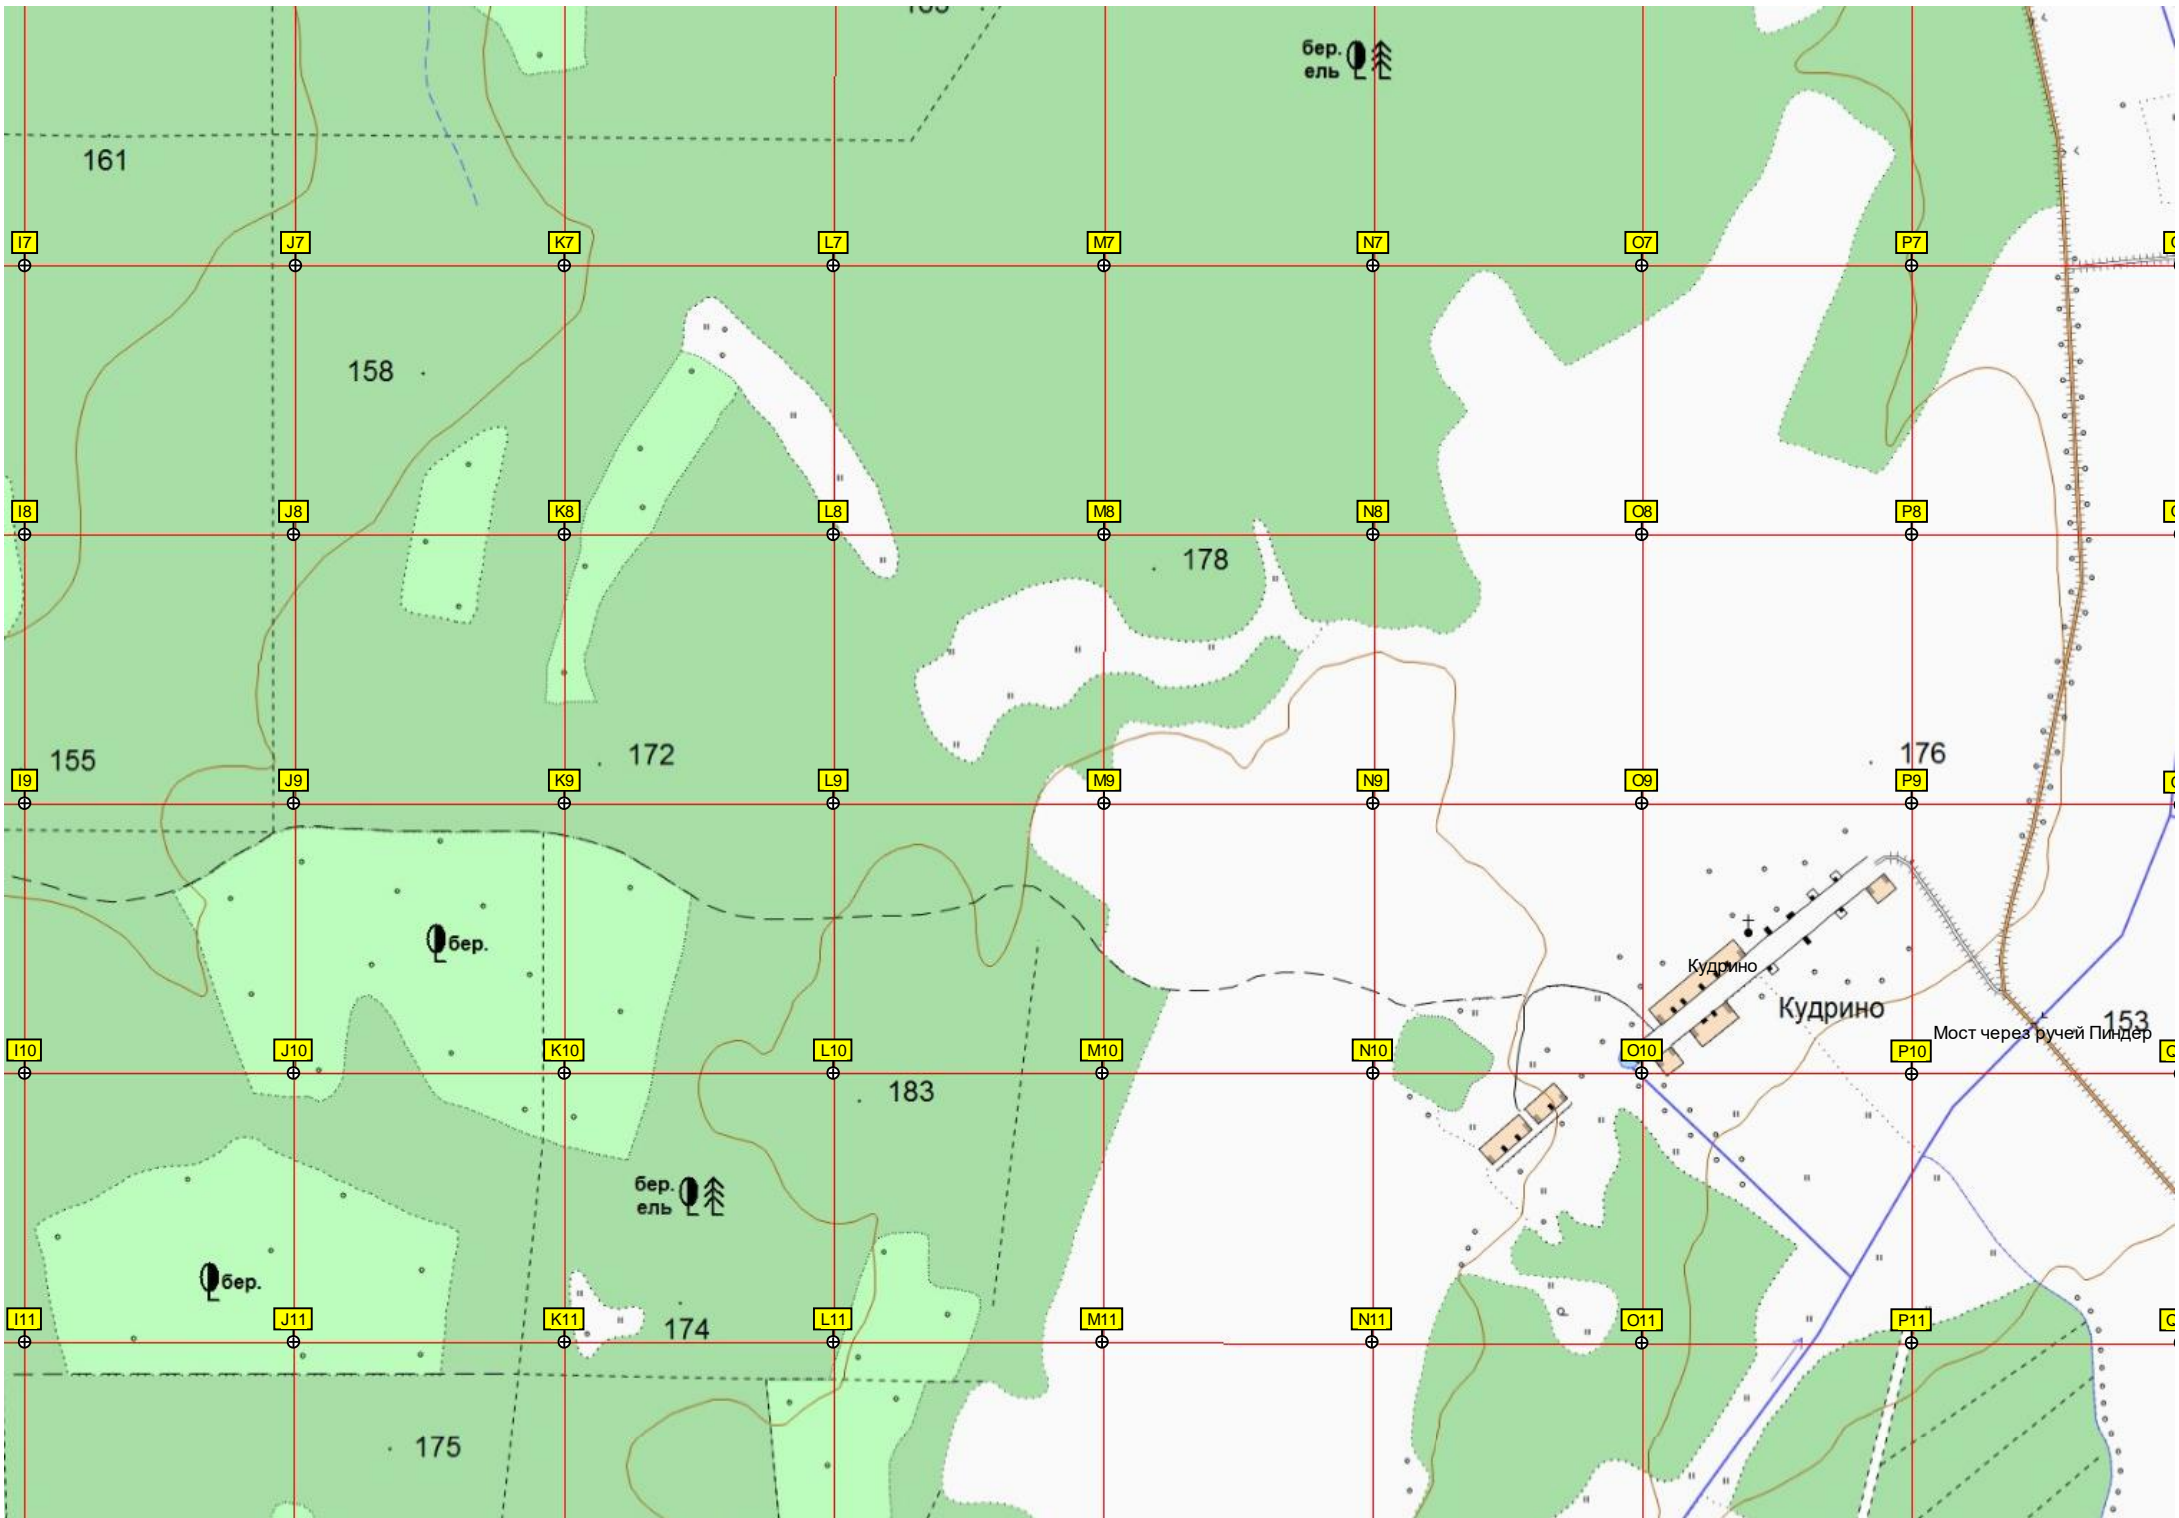 бер.
ель
161
I7
J7
K7
L7
M7
N7
O7
P7
158
I8
J8
K8
L8
M8
N8
O8
P8
178
155
172
176
I9
J9
K9
L9
M9
N9
O9
P9
бер.
Кудрино
Кудрино
153
Мост через ручей Пиндер
I10
J10
K10
L10
M10
N10
O10
P10
183
бер.
ель
бер.
I11
J11
K11
L11
M11
N11
O11
P11
174
175